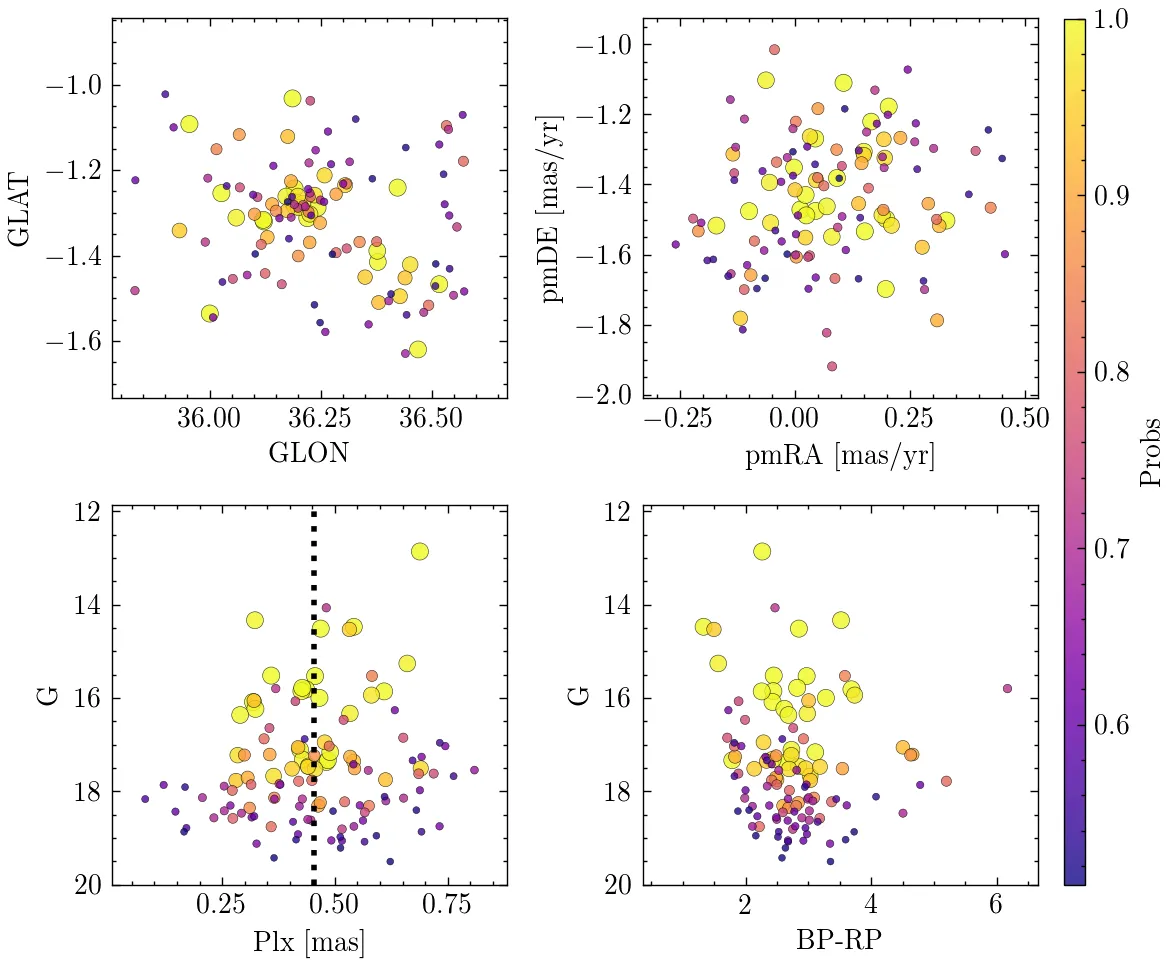 −1.0
−1.2
−1.4
−1.6
GLAT
36.00 36.25 36.50
GLON
−1.0
−1.2
−1.4
−1.6
−1.8
−2.0
pmDE [mas/yr]
−0.25 0.00 0.25 0.50
pmRA [mas/yr]
1.0
0.9
0.8
0.7
0.6
Probs
12
14
16
18
20
G
0.25 0.50 0.75
Plx [mas]
12
14
16
18
20
G
2 4 6
BP-RP